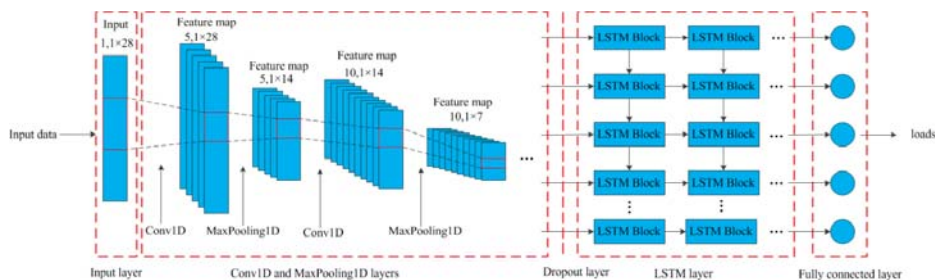 Input
1,1×28
Feature map
5,1×28
Feature map
5,1×14
Feature map
10,1×14
Feature map
10,1×7
Input data
...
Conv1D
MaxPooling1D
Conv1D
MaxPooling1D
LSTM Block
LSTM Block
...
LSTM Block
LSTM Block
...
LSTM Block
LSTM Block
...
LSTM Block
LSTM Block
...
LSTM Block
LSTM Block
...
loads
Input layer
Conv1D and MaxPooling1D layers
Dropout layer
LSTM layer
Fully connected layer